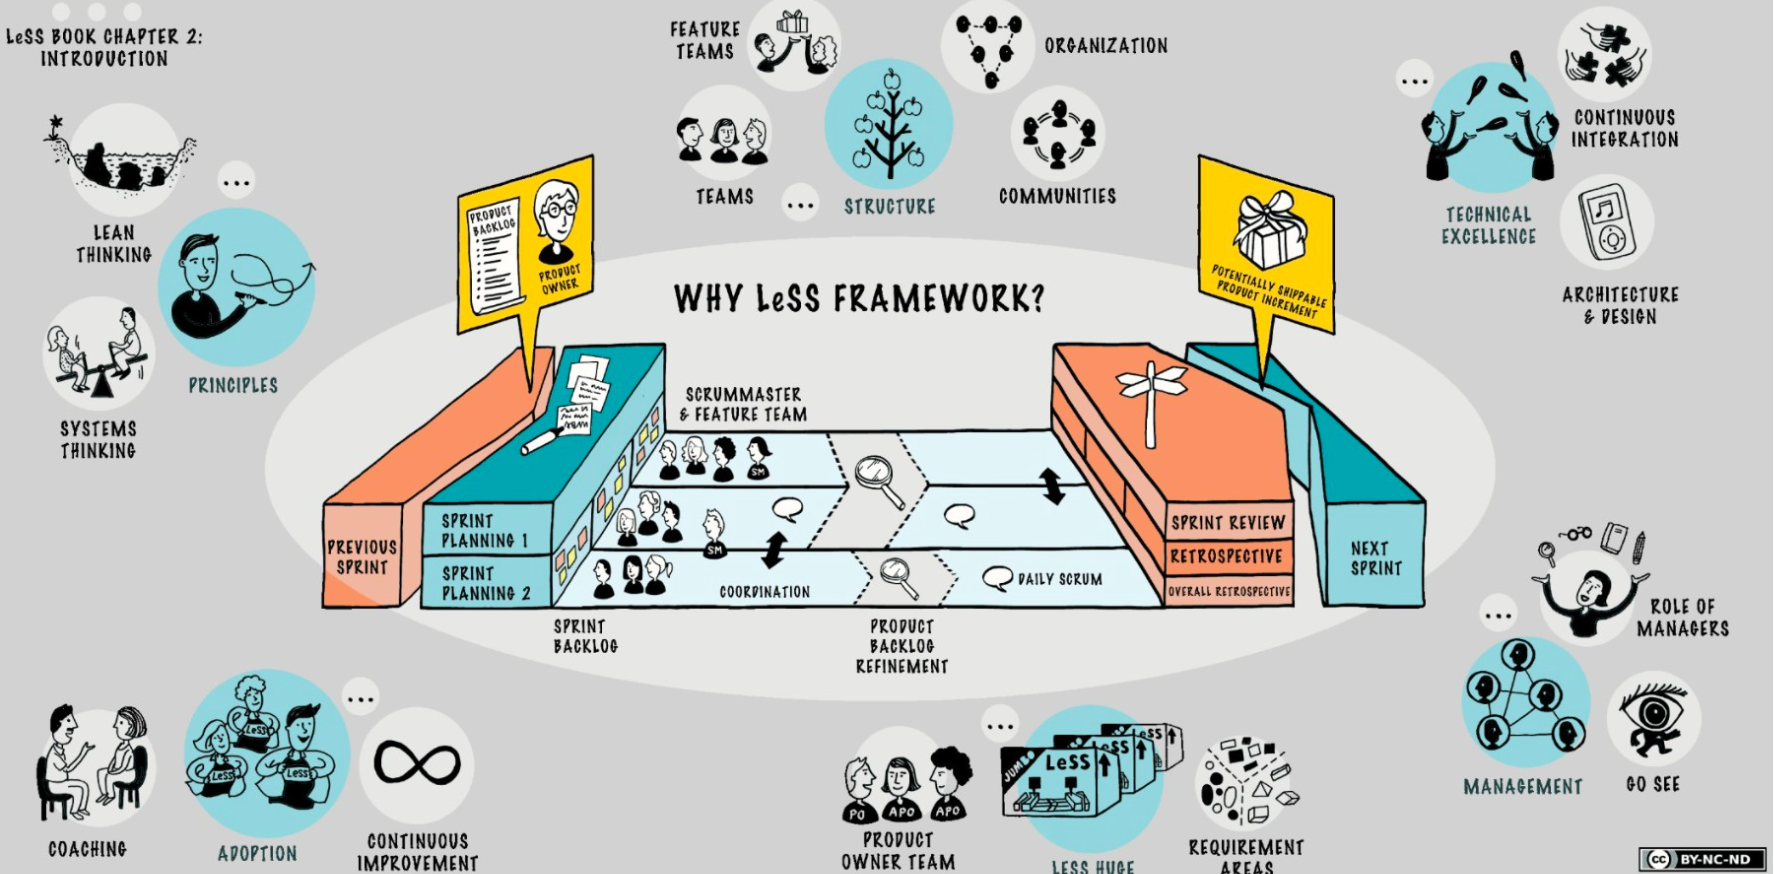 LeSS BOOK CHAPTER 2:
INTRODUCTION
FEATURE
TEAMS
ORGANIZATION
TEAMS
...
STRUCTURE
COMMUNITIES
...
CONTINUOUS
INTEGRATION
TECHNICAL
EXCELLENCE
ARCHITECTURE
& DESIGN
...
LEAN
THINKING
PRINCIPLES
SYSTEMS
THINKING
PRODUCT
BACKLOG
PRODUCT
OWNER
WHY LeSS FRAMEWORK?
POTENTIALLY SHIPPABLE
PRODUCT INCREMENT
SCRUMMASTER
& FEATURE TEAM
SM
SM
PREVIOUS
SPRINT
SPRINT
PLANNING 1
SPRINT
PLANNING 2
COORDINATION
DAILY SCRUM
SPRINT REVIEW
RETROSPECTIVE
OVERALL RETROSPECTIVE
NEXT
SPRINT
SPRINT
BACKLOG
PRODUCT
BACKLOG
REFINEMENT
...
ROLE OF
MANAGERS
MANAGEMENT
GO SEE
...
LeSS
LeSS
LeSS
COACHING
ADOPTION
CONTINUOUS
IMPROVEMENT
...
PO
APO
APO
PRODUCT
OWNER TEAM
JUMBO
LeSS
LESS HUGE
REQUIREMENT
AREAS
cc BY-NC-ND